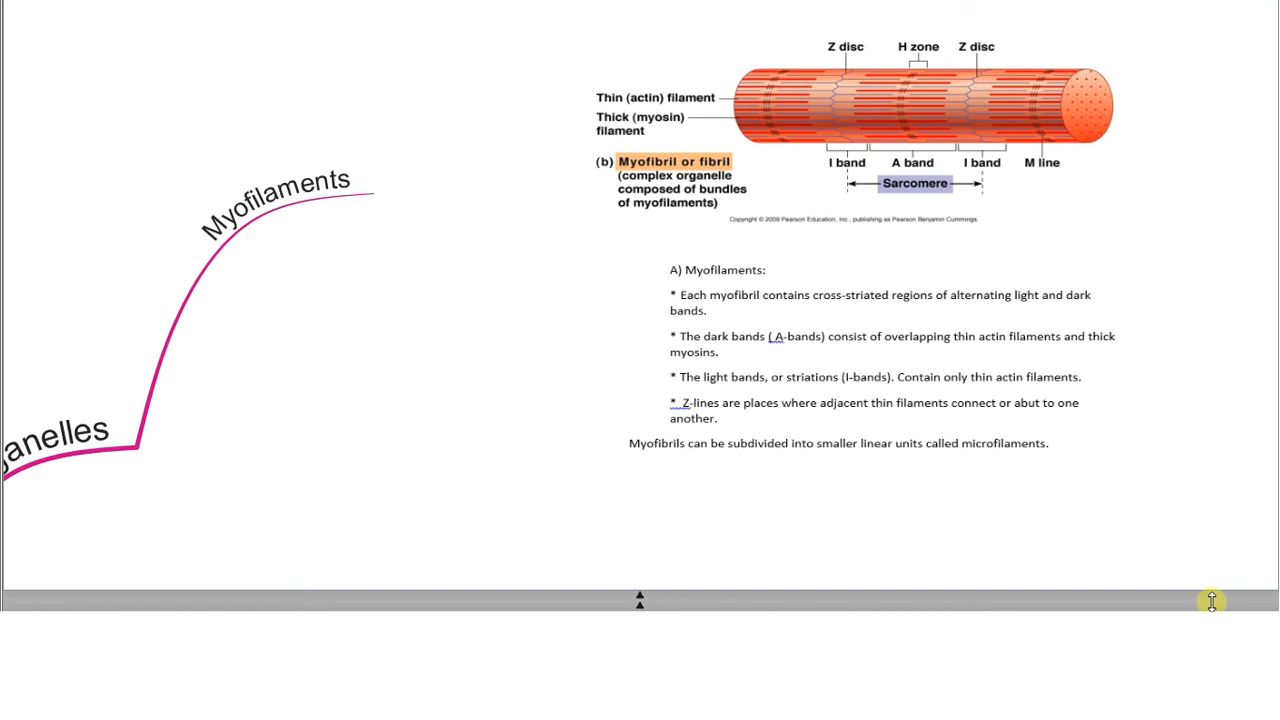 Z disc H zone Z disc
Thin (actin) filament
Thick (myosin)
filament
(b) Myofibril or fibril
(complex organelle
composed of bundles
of myofilaments)
I band A band I band M line
Sarcomere
Copyright © 2009 Pearson Education, Inc., publishing as Pearson Benjamin Cummings.
Myofilaments
anelles
A) Myofilaments:
* Each myofibril contains cross-striated regions of alternating light and dark
bands.
* The dark bands ( A-bands) consist of overlapping thin actin filaments and thick
myosins.
* The light bands, or striations (I-bands). Contain only thin actin filaments.
* Z-lines are places where adjacent thin filaments connect or abut to one
another.
Myofibrils can be subdivided into smaller linear units called microfilaments.